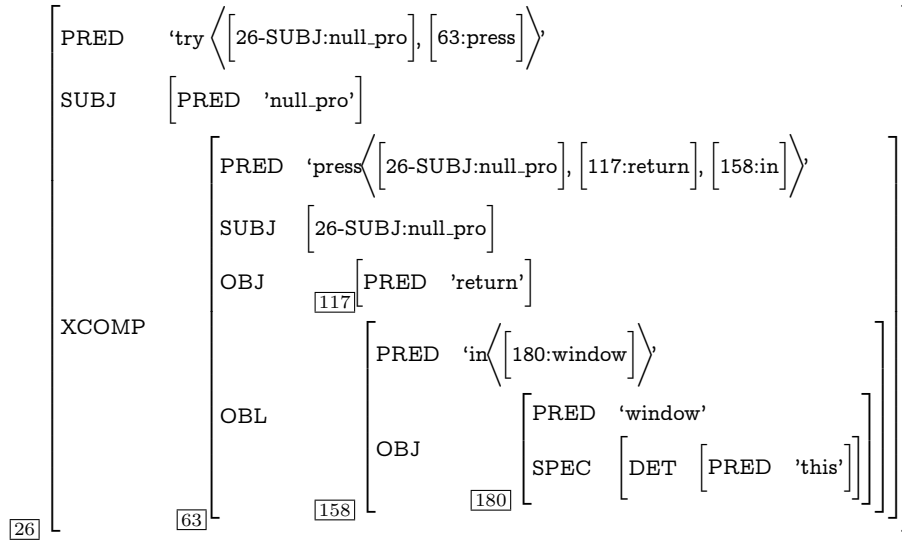 PRED ‘try ⟨[26-SUBJ:null_pro], [63:press]⟩’
SUBJ [PRED ’null_pro’]
PRED ‘press⟨[26-SUBJ:null_pro], [117:return], [158:in]⟩’
SUBJ [26-SUBJ:null_pro]
OBJ 117 [PRED ’return’]
XCOMP
PRED ‘in⟨[180:window]⟩’
OBL
PRED ‘window’
OBJ
SPEC [DET [PRED ’this’]]
26 63 158 180